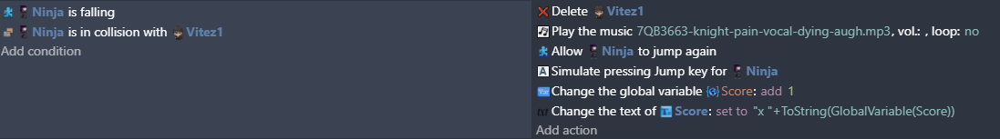 Ninja is falling
Ninja is in collision with Vitez1
Add condition
Delete Vitez1
Play the music 7QB3663-knight-pain-vocal-dying-augh.mp3, vol.: , loop: no
Allow Ninja to jump again
A Simulate pressing Jump key for Ninja
Var Change the global variable Score: add 1
txt Change the text of Score: set to "x "+ToString(GlobalVariable(Score))
Add action